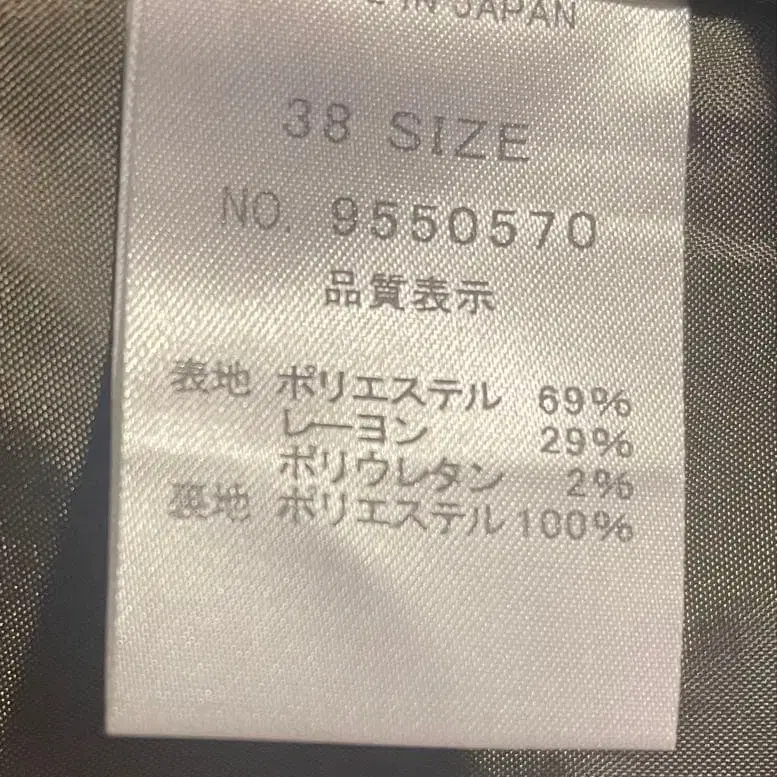 E IN JAPAN
38 SIZE
NO. 9550570
品質表示
表地 ポリエステル 69%
レーヨン 29%
ポリウレタン 2%
裏地 ポリエステル 100%